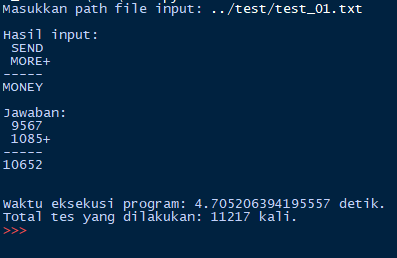 Masukkan path file input: ../test/test_01.txt
Hasil input:
SEND
MORE+
-----
MONEY
Jawaban:
9567
1085+
-----
10652
Waktu eksekusi program: 4.705206394195557 detik.
Total tes yang dilakukan: 11217 kali.
>>>